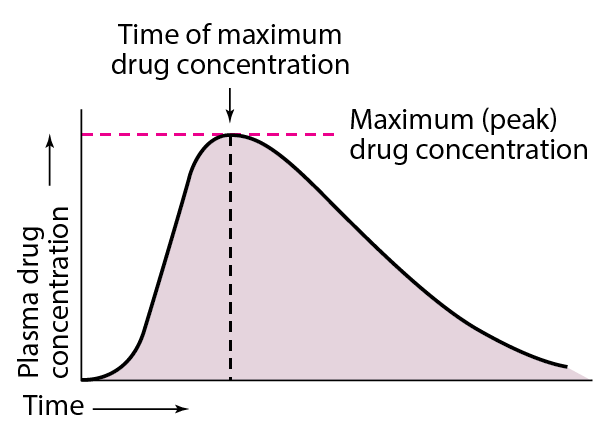 Time of maximum
drug concentration
Maximum (peak)
drug concentration
Plasma drug
concentration
Time